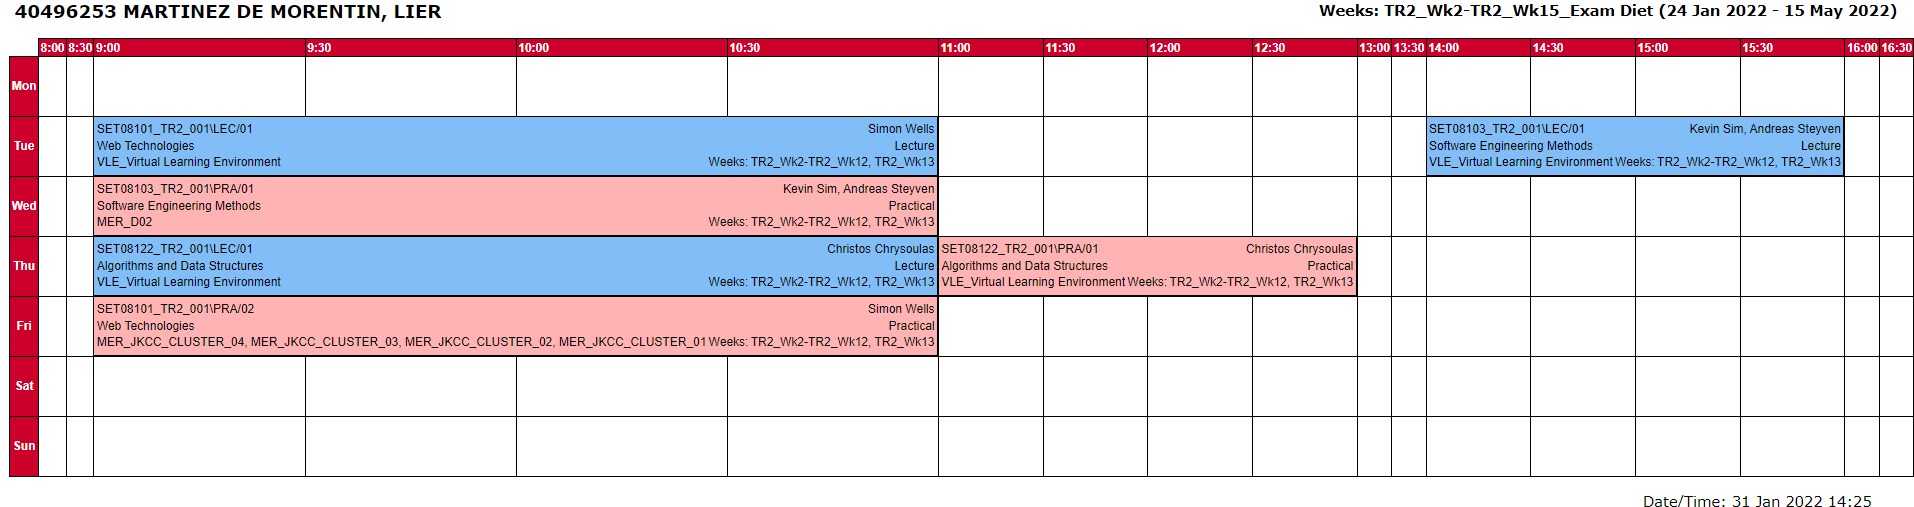 40496253 MARTINEZ DE MORENTIN, LIER
Weeks: TR2_Wk2-TR2_Wk15_Exam Diet (24 Jan 2022 - 15 May 2022)
8:00 8:30 9:00 9:30 10:00 10:30 11:00 11:30 12:00 12:30 13:00 13:30 14:00 14:30 15:00 15:30 16:00 16:30
Mon
Tue
SET08101_TR2_001\LEC/01 Simon Wells
Web Technologies Lecture
VLE_Virtual Learning Environment Weeks: TR2_Wk2-TR2_Wk12, TR2_Wk13
SET08103_TR2_001\LEC/01 Kevin Sim, Andreas Steyven
Software Engineering Methods Lecture
VLE_Virtual Learning Environment Weeks: TR2_Wk2-TR2_Wk12, TR2_Wk13
Wed
SET08103_TR2_001\PRA/01 Kevin Sim, Andreas Steyven
Software Engineering Methods Practical
MER_D02 Weeks: TR2_Wk2-TR2_Wk12, TR2_Wk13
Thu
SET08122_TR2_001\LEC/01 Christos Chrysoulas
Algorithms and Data Structures Lecture
VLE_Virtual Learning Environment Weeks: TR2_Wk2-TR2_Wk12, TR2_Wk13
SET08122_TR2_001\PRA/01 Christos Chrysoulas
Algorithms and Data Structures Practical
VLE_Virtual Learning Environment Weeks: TR2_Wk2-TR2_Wk12, TR2_Wk13
Fri
SET08101_TR2_001\PRA/02 Simon Wells
Web Technologies Practical
MER_JKCC_CLUSTER_04, MER_JKCC_CLUSTER_03, MER_JKCC_CLUSTER_02, MER_JKCC_CLUSTER_01 Weeks: TR2_Wk2-TR2_Wk12, TR2_Wk13
Sat
Sun
Date/Time: 31 Jan 2022 14:25